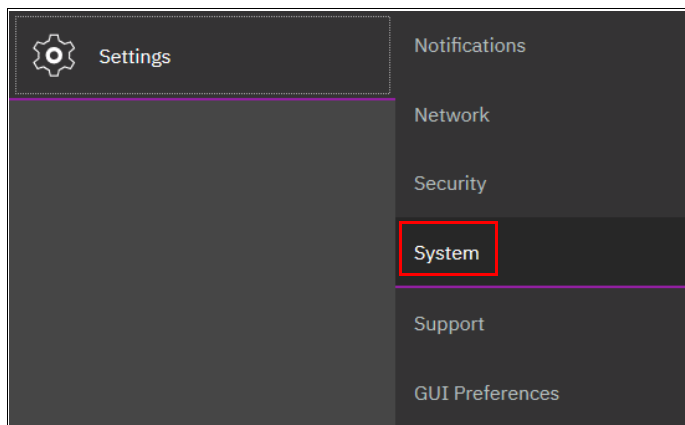 Settings
Notifications
Network
Security
System
Support
GUI Preferences